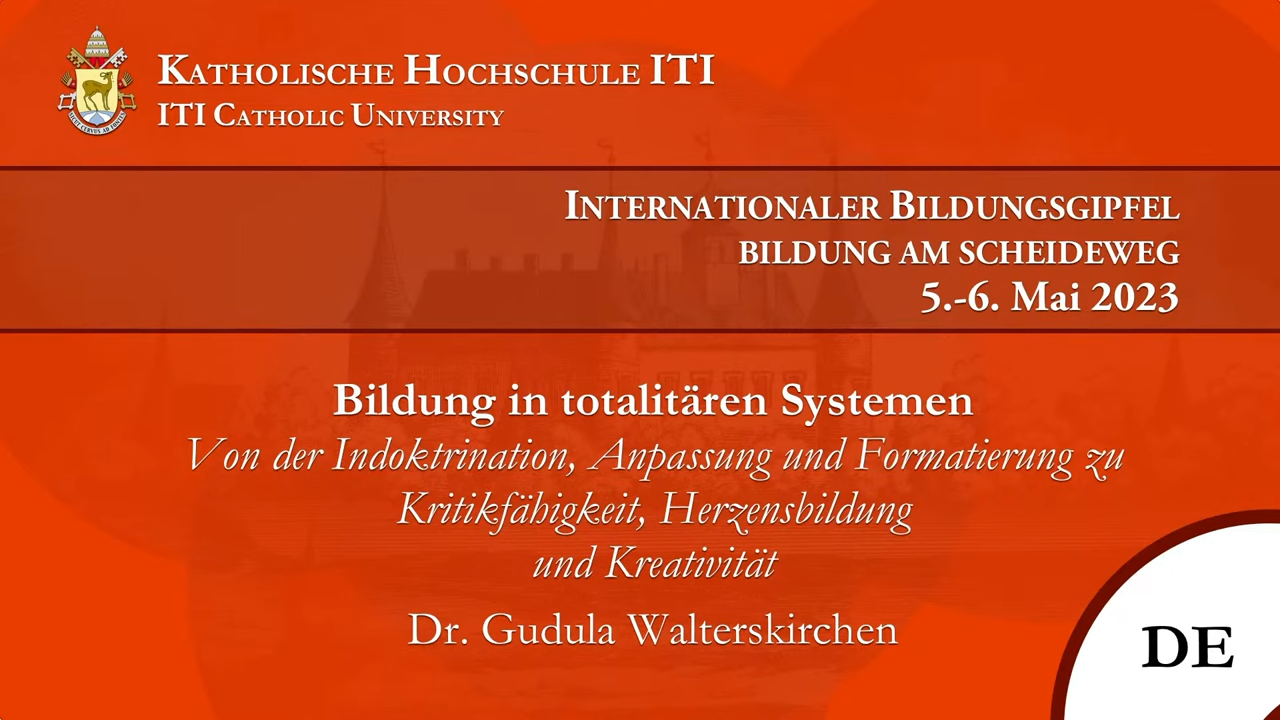 Katholische Hochschule ITI
ITI Catholic University
Internationaler Bildungsgipfel
BILDUNG AM SCHEIDEWEG
5.-6. Mai 2023
Bildung in totalitären Systemen
Von der Indoktrination, Anpassung und Formatierung zu
Kritikfähigkeit, Herzensbildung
und Kreativität
Dr. Gudula Walterskirchen
DE